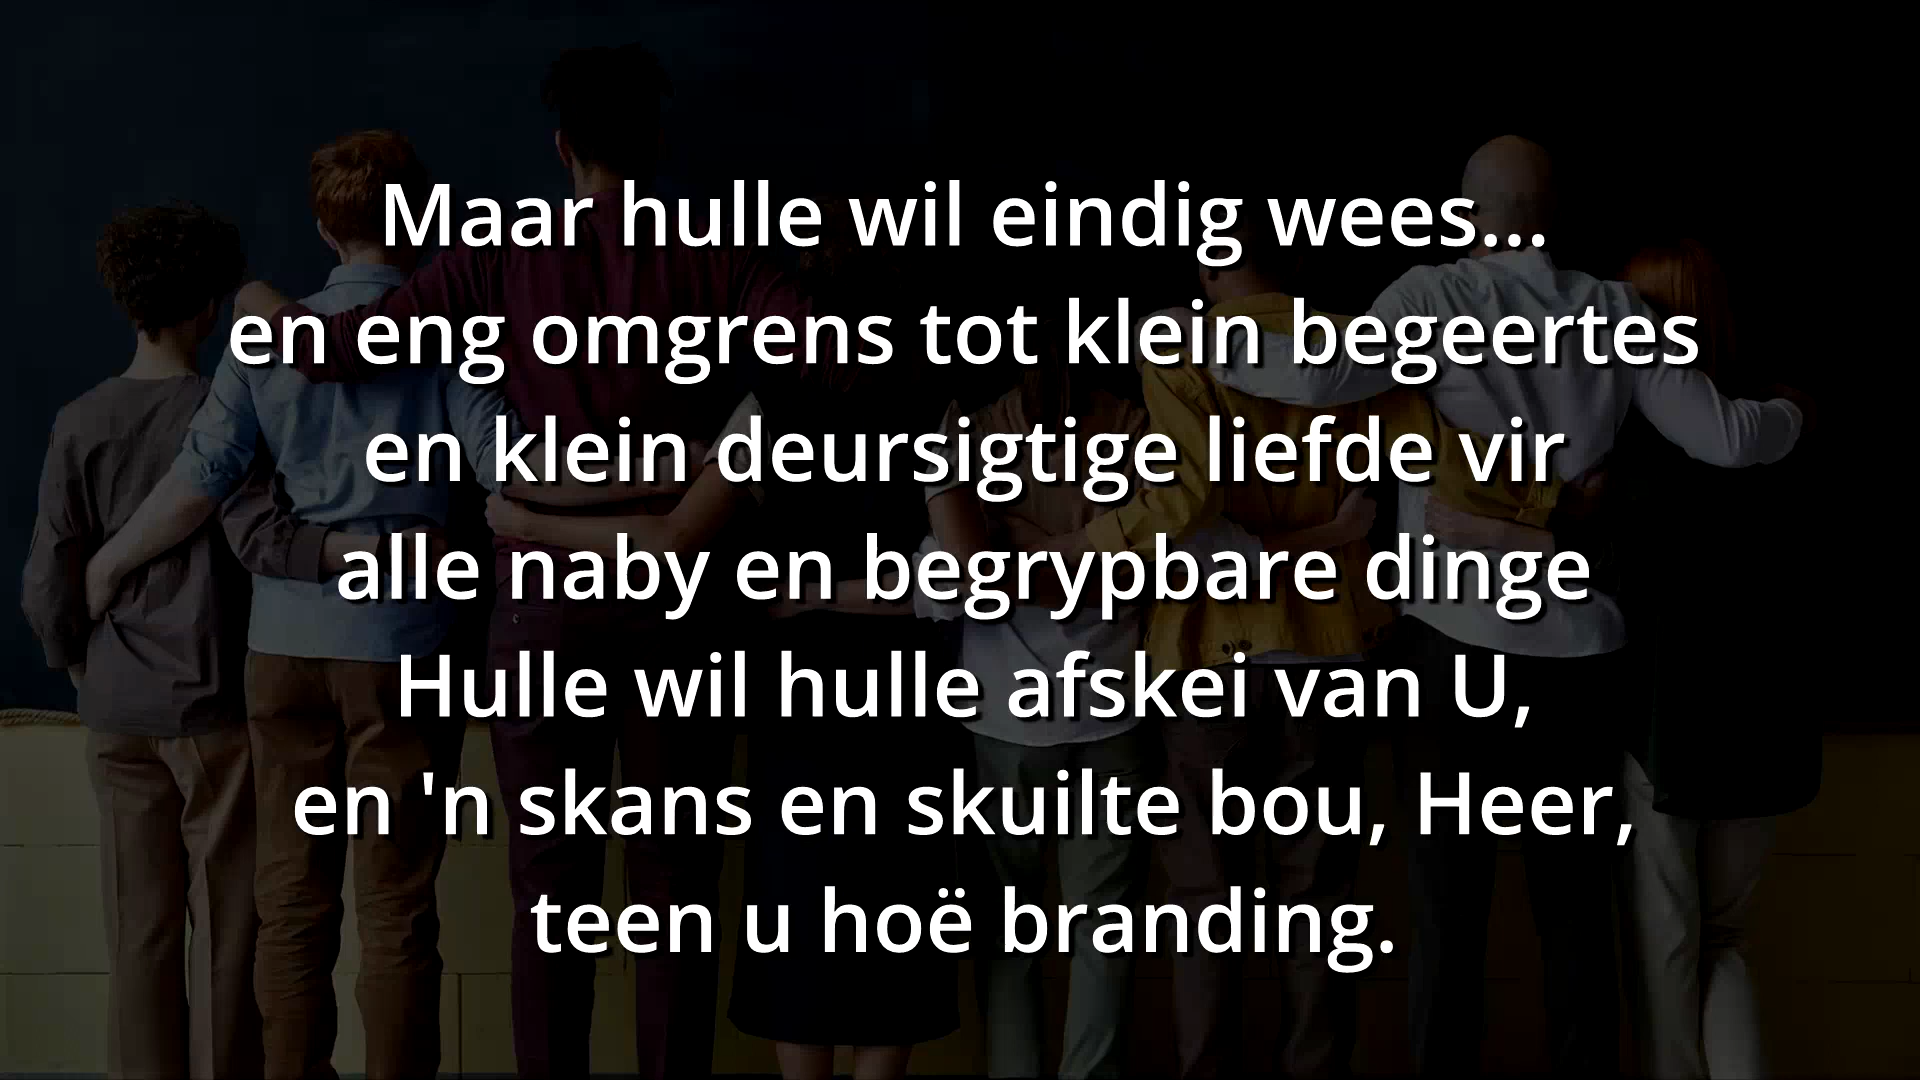 Maar hulle wil eindig wees...
en eng omgrens tot klein begeertes
en klein deursigtige liefde vir
alle naby en begrypbare dinge
Hulle wil hulle afskei van U,
en 'n skans en skuilte bou, Heer,
teen u hoë branding.